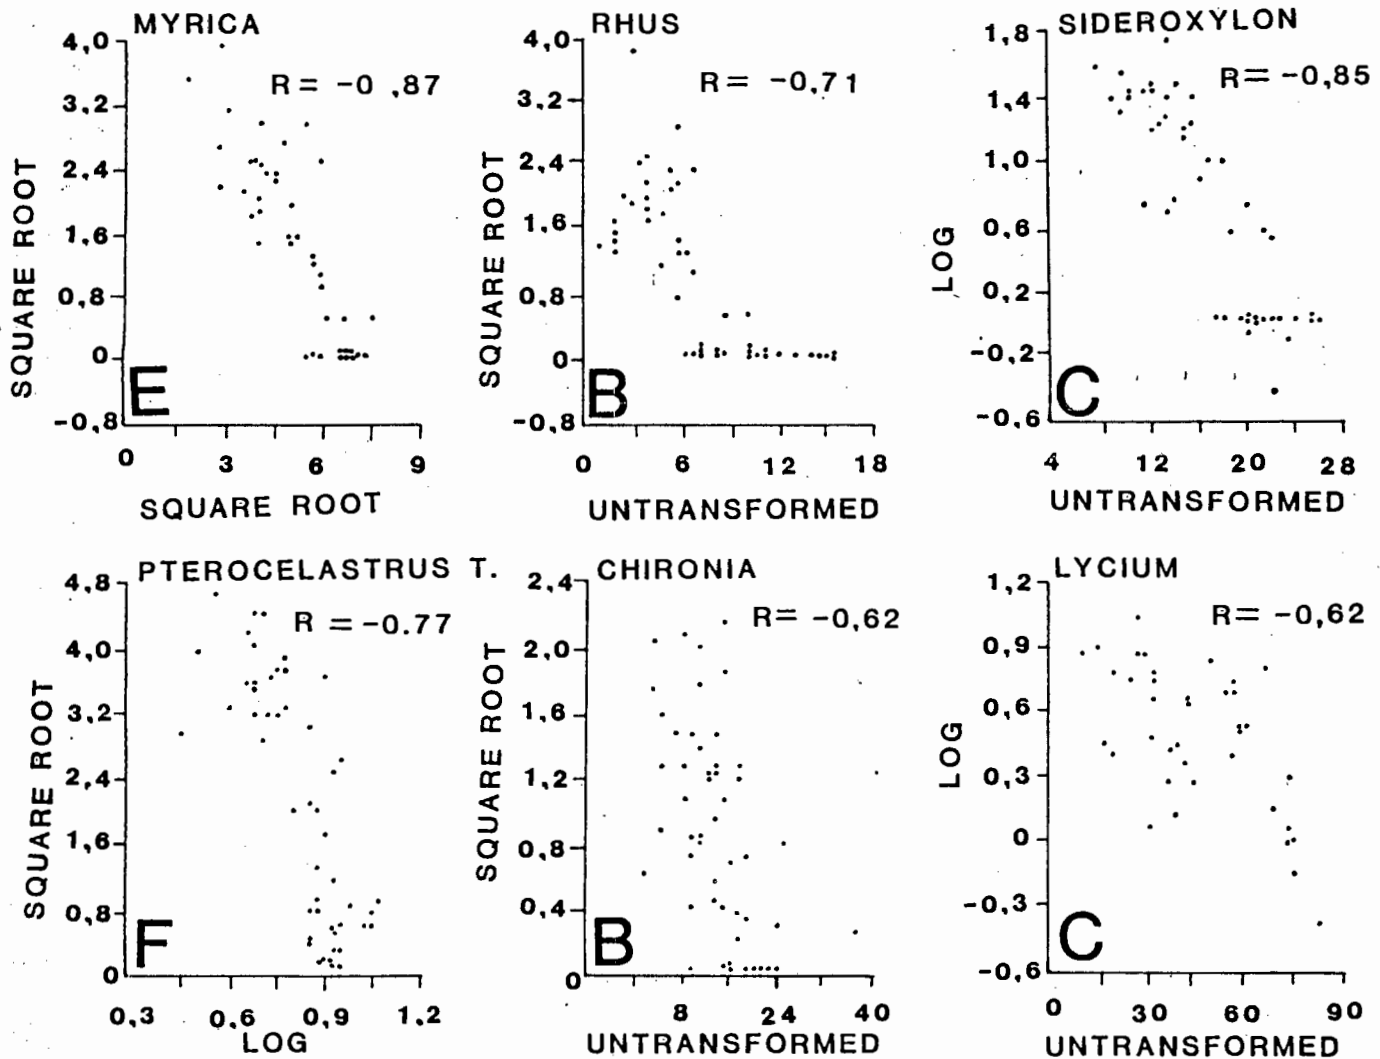 MYRICA
R = -0 ,87
4,0
3,2
2,4
1,6
0,8
0
-0,8
SQUARE ROOT
E
0 3 6 9
SQUARE ROOT
RHUS
R = -0,71
4,0
3,2
2,4
1,6
0,8
0
-0,8
SQUARE ROOT
B
0 6 12 18
UNTRANSFORMED
SIDEROXYLON
R = -0,85
1,8
1,4
1,0
0,6
0,2
-0,2
-0,6
LOG
C
4 12 20 28
UNTRANSFORMED
PTEROCELASTRUS T.
R = -0.77
4,8
4,0
3,2
2,4
1,6
0,8
0
SQUARE ROOT
F
0,3 0,6 0,9 1,2
LOG
CHIRONIA
R = -0,62
2,4
2,0
1,6
1,2
0,8
0,4
0
SQUARE ROOT
B
8 24 40
UNTRANSFORMED
LYCIUM
R = -0,62
1,2
0,9
0,6
0,3
0
-0,3
-0,6
LOG
C
0 30 60 90
UNTRANSFORMED